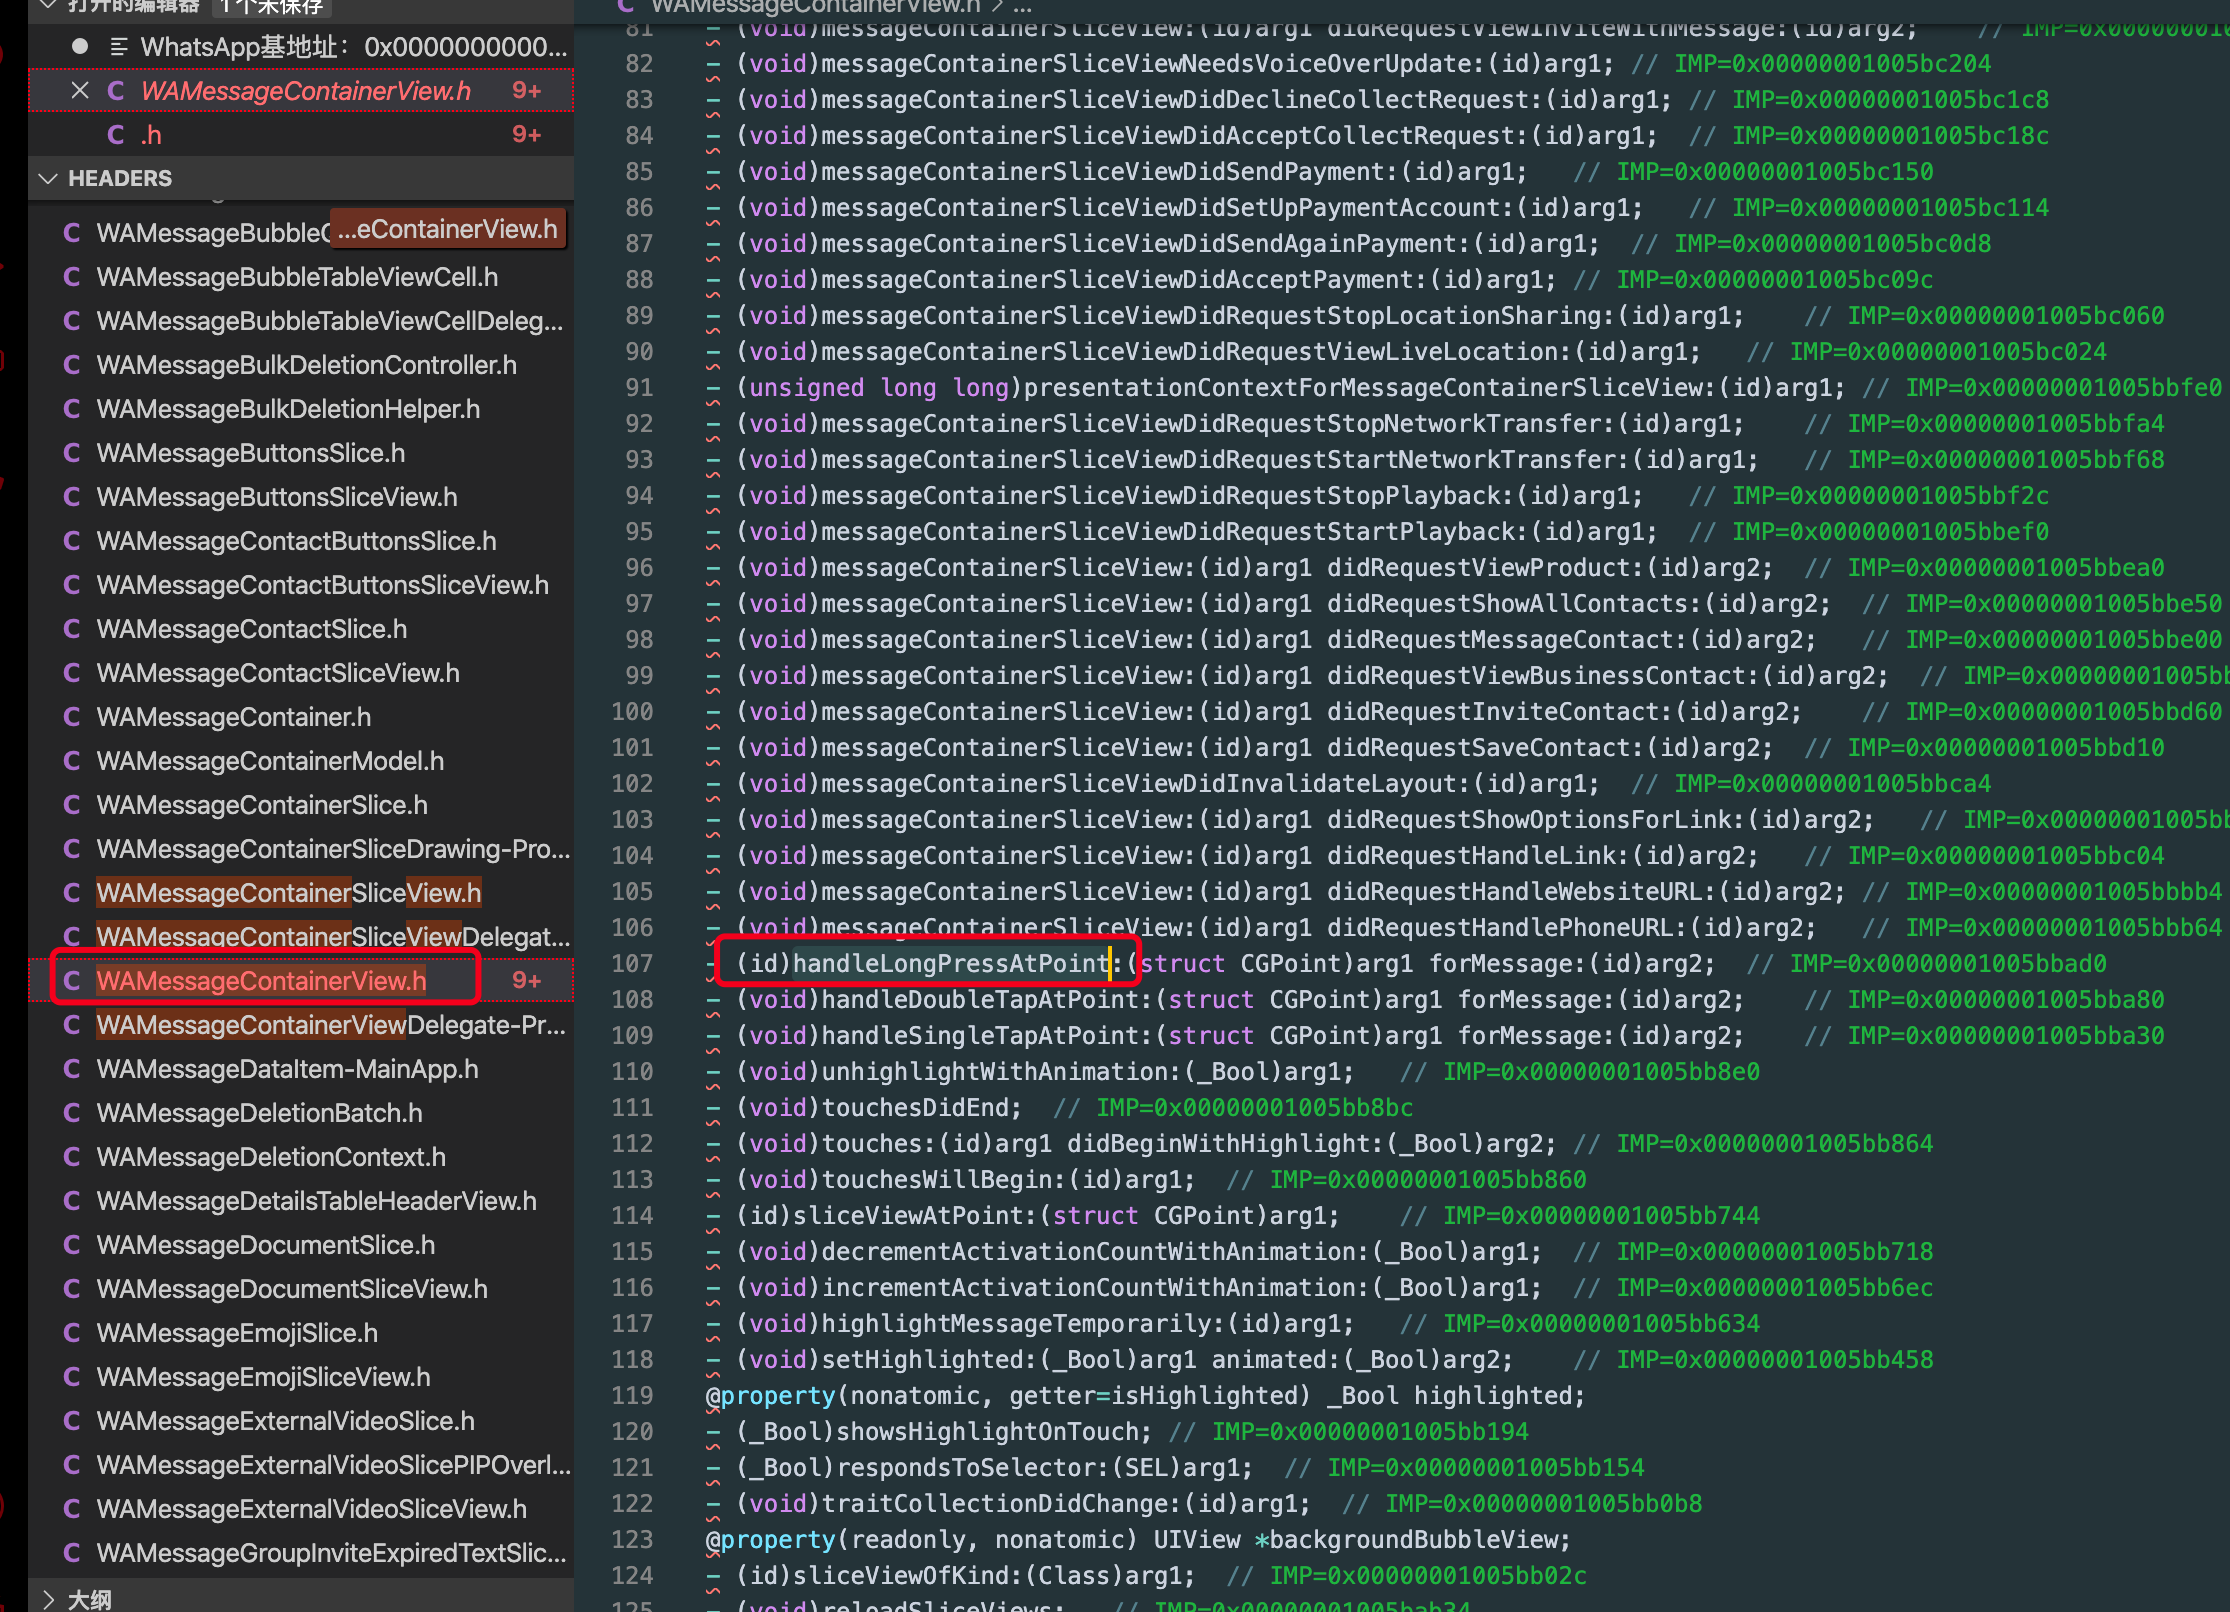 打开的编辑器 1个未保存
WhatsApp基地址：0x0000000000...
WAMessageContainerView.h 9+
.h 9+
HEADERS
...eContainerView.h
WAMessageBubbleTableViewCell.h
WAMessageBubbleTableViewCellDeleg...
WAMessageBulkDeletionController.h
WAMessageBulkDeletionHelper.h
WAMessageButtonsSlice.h
WAMessageButtonsSliceView.h
WAMessageContactButtonsSlice.h
WAMessageContactButtonsSliceView.h
WAMessageContactSlice.h
WAMessageContactSliceView.h
WAMessageContainer.h
WAMessageContainerModel.h
WAMessageContainerSlice.h
WAMessageContainerSliceDrawing-Pro...
WAMessageContainerSliceView.h
WAMessageContainerSliceViewDelegat...
WAMessageContainerView.h 9+
WAMessageContainerViewDelegate-Pr...
WAMessageDataItem-MainApp.h
WAMessageDeletionBatch.h
WAMessageDeletionContext.h
WAMessageDetailsTableHeaderView.h
WAMessageDocumentSlice.h
WAMessageDocumentSliceView.h
WAMessageEmojiSlice.h
WAMessageEmojiSliceView.h
WAMessageExternalVideoSlice.h
WAMessageExternalVideoSlicePIPOverl...
WAMessageExternalVideoSliceView.h
WAMessageGroupInviteExpiredTextSlic...
大纲
WAMessageContainerView.h > ...
81 - (void)messageContainerSliceView:(id)arg1 didRequestViewInviteWithMessage:(id)arg2; // IMP=0x000000010
82 - (void)messageContainerSliceViewNeedsVoiceOverUpdate:(id)arg1; // IMP=0x00000001005bc204
83 - (void)messageContainerSliceViewDidDeclineCollectRequest:(id)arg1; // IMP=0x00000001005bc1c8
84 - (void)messageContainerSliceViewDidAcceptCollectRequest:(id)arg1; // IMP=0x00000001005bc18c
85 - (void)messageContainerSliceViewDidSendPayment:(id)arg1; // IMP=0x00000001005bc150
86 - (void)messageContainerSliceViewDidSetUpPaymentAccount:(id)arg1; // IMP=0x00000001005bc114
87 - (void)messageContainerSliceViewDidSendAgainPayment:(id)arg1; // IMP=0x00000001005bc0d8
88 - (void)messageContainerSliceViewDidAcceptPayment:(id)arg1; // IMP=0x00000001005bc09c
89 - (void)messageContainerSliceViewDidRequestStopLocationSharing:(id)arg1; // IMP=0x00000001005bc060
90 - (void)messageContainerSliceViewDidRequestViewLiveLocation:(id)arg1; // IMP=0x00000001005bc024
91 - (unsigned long long)presentationContextForMessageContainerSliceView:(id)arg1; // IMP=0x00000001005bbfe0
92 - (void)messageContainerSliceViewDidRequestStopNetworkTransfer:(id)arg1; // IMP=0x00000001005bbfa4
93 - (void)messageContainerSliceViewDidRequestStartNetworkTransfer:(id)arg1; // IMP=0x00000001005bbf68
94 - (void)messageContainerSliceViewDidRequestStopPlayback:(id)arg1; // IMP=0x00000001005bbf2c
95 - (void)messageContainerSliceViewDidRequestStartPlayback:(id)arg1; // IMP=0x00000001005bbef0
96 - (void)messageContainerSliceView:(id)arg1 didRequestViewProduct:(id)arg2; // IMP=0x00000001005bbea0
97 - (void)messageContainerSliceView:(id)arg1 didRequestShowAllContacts:(id)arg2; // IMP=0x00000001005bbe50
98 - (void)messageContainerSliceView:(id)arg1 didRequestMessageContact:(id)arg2; // IMP=0x00000001005bbe00
99 - (void)messageContainerSliceView:(id)arg1 didRequestViewBusinessContact:(id)arg2; // IMP=0x00000001005bb
100 - (void)messageContainerSliceView:(id)arg1 didRequestInviteContact:(id)arg2; // IMP=0x00000001005bbd60
101 - (void)messageContainerSliceView:(id)arg1 didRequestSaveContact:(id)arg2; // IMP=0x00000001005bbd10
102 - (void)messageContainerSliceViewDidInvalidateLayout:(id)arg1; // IMP=0x00000001005bbca4
103 - (void)messageContainerSliceView:(id)arg1 didRequestShowOptionsForLink:(id)arg2; // IMP=0x00000001005bb
104 - (void)messageContainerSliceView:(id)arg1 didRequestHandleLink:(id)arg2; // IMP=0x00000001005bbc04
105 - (void)messageContainerSliceView:(id)arg1 didRequestHandleWebsiteURL:(id)arg2; // IMP=0x00000001005bbbb4
106 - (void)messageContainerSliceView:(id)arg1 didRequestHandlePhoneURL:(id)arg2; // IMP=0x00000001005bbb64
107 - (id)handleLongPressAtPoint:(struct CGPoint)arg1 forMessage:(id)arg2; // IMP=0x00000001005bbad0
108 - (void)handleDoubleTapAtPoint:(struct CGPoint)arg1 forMessage:(id)arg2; // IMP=0x00000001005bba80
109 - (void)handleSingleTapAtPoint:(struct CGPoint)arg1 forMessage:(id)arg2; // IMP=0x00000001005bba30
110 - (void)unhighlightWithAnimation:(_Bool)arg1; // IMP=0x00000001005bb8e0
111 - (void)touchesDidEnd; // IMP=0x00000001005bb8bc
112 - (void)touches:(id)arg1 didBeginWithHighlight:(_Bool)arg2; // IMP=0x00000001005bb864
113 - (void)touchesWillBegin:(id)arg1; // IMP=0x00000001005bb860
114 - (id)sliceViewAtPoint:(struct CGPoint)arg1; // IMP=0x00000001005bb744
115 - (void)decrementActivationCountWithAnimation:(_Bool)arg1; // IMP=0x00000001005bb718
116 - (void)incrementActivationCountWithAnimation:(_Bool)arg1; // IMP=0x00000001005bb6ec
117 - (void)highlightMessageTemporarily:(id)arg1; // IMP=0x00000001005bb634
118 - (void)setHighlighted:(_Bool)arg1 animated:(_Bool)arg2; // IMP=0x00000001005bb458
119 @property(nonatomic, getter=isHighlighted) _Bool highlighted;
120 - (_Bool)showsHighlightOnTouch; // IMP=0x00000001005bb194
121 - (_Bool)respondsToSelector:(SEL)arg1; // IMP=0x00000001005bb154
122 - (void)traitCollectionDidChange:(id)arg1; // IMP=0x00000001005bb0b8
123 @property(readonly, nonatomic) UIView *backgroundBubbleView;
124 - (id)sliceViewOfKind:(Class)arg1; // IMP=0x00000001005bb02c
125 - (void)reloadSliceViews; // IMP=0x00000001005bab34